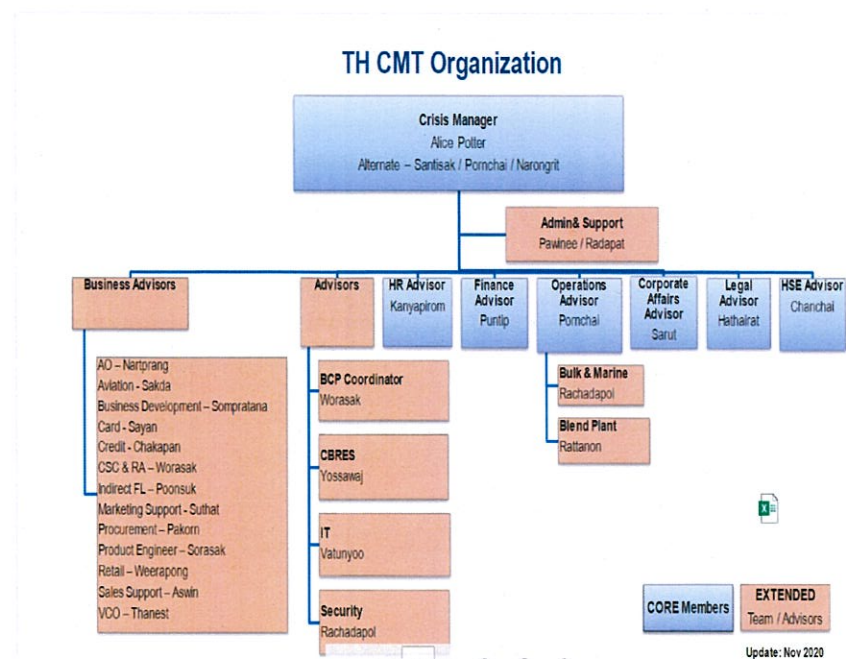 TH CMT Organization
Crisis Manager
Alice Potter
Alternate – Santisak / Pornchai / Narongrit
Admin& Support
Pawinee / Radapat
Business Advisors
AO – Nartprang
Aviation - Sakda
Business Development – Sompratana
Card - Sayan
Credit - Chakapan
CSC & RA – Worasak
Indirect FL – Poonsuk
Marketing Support - Suthat
Procurement – Pakorn
Product Engineer – Sorasak
Retail – Weerapong
Sales Support – Aswin
VCO – Thanest
Advisors
BCP Coordinator
Worasak
CBRES
Yossawaj
IT
Vatunyoo
Security
Rachadapol
HR Advisor
Kanyapirom
Finance
Advisor
Puntip
Operations
Advisor
Pornchai
Bulk & Marine
Rachadapol
Blend Plant
Rattanon
Corporate
Affairs
Advisor
Sarut
Legal
Advisor
Hathairat
HSE Advisor
Chanchai
CORE Members
EXTENDED
Team / Advisors
Update: Nov 2020